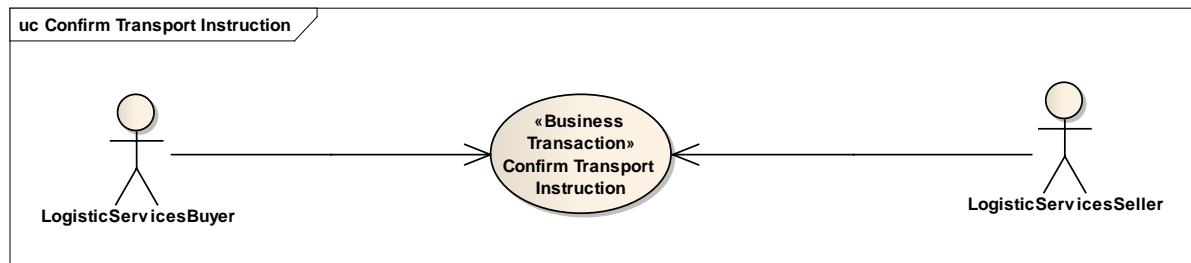 uc Confirm Transport Instruction
«Business
Transaction»
Confirm Transport
Instruction
LogisticServicesBuyer
LogisticServicesSeller